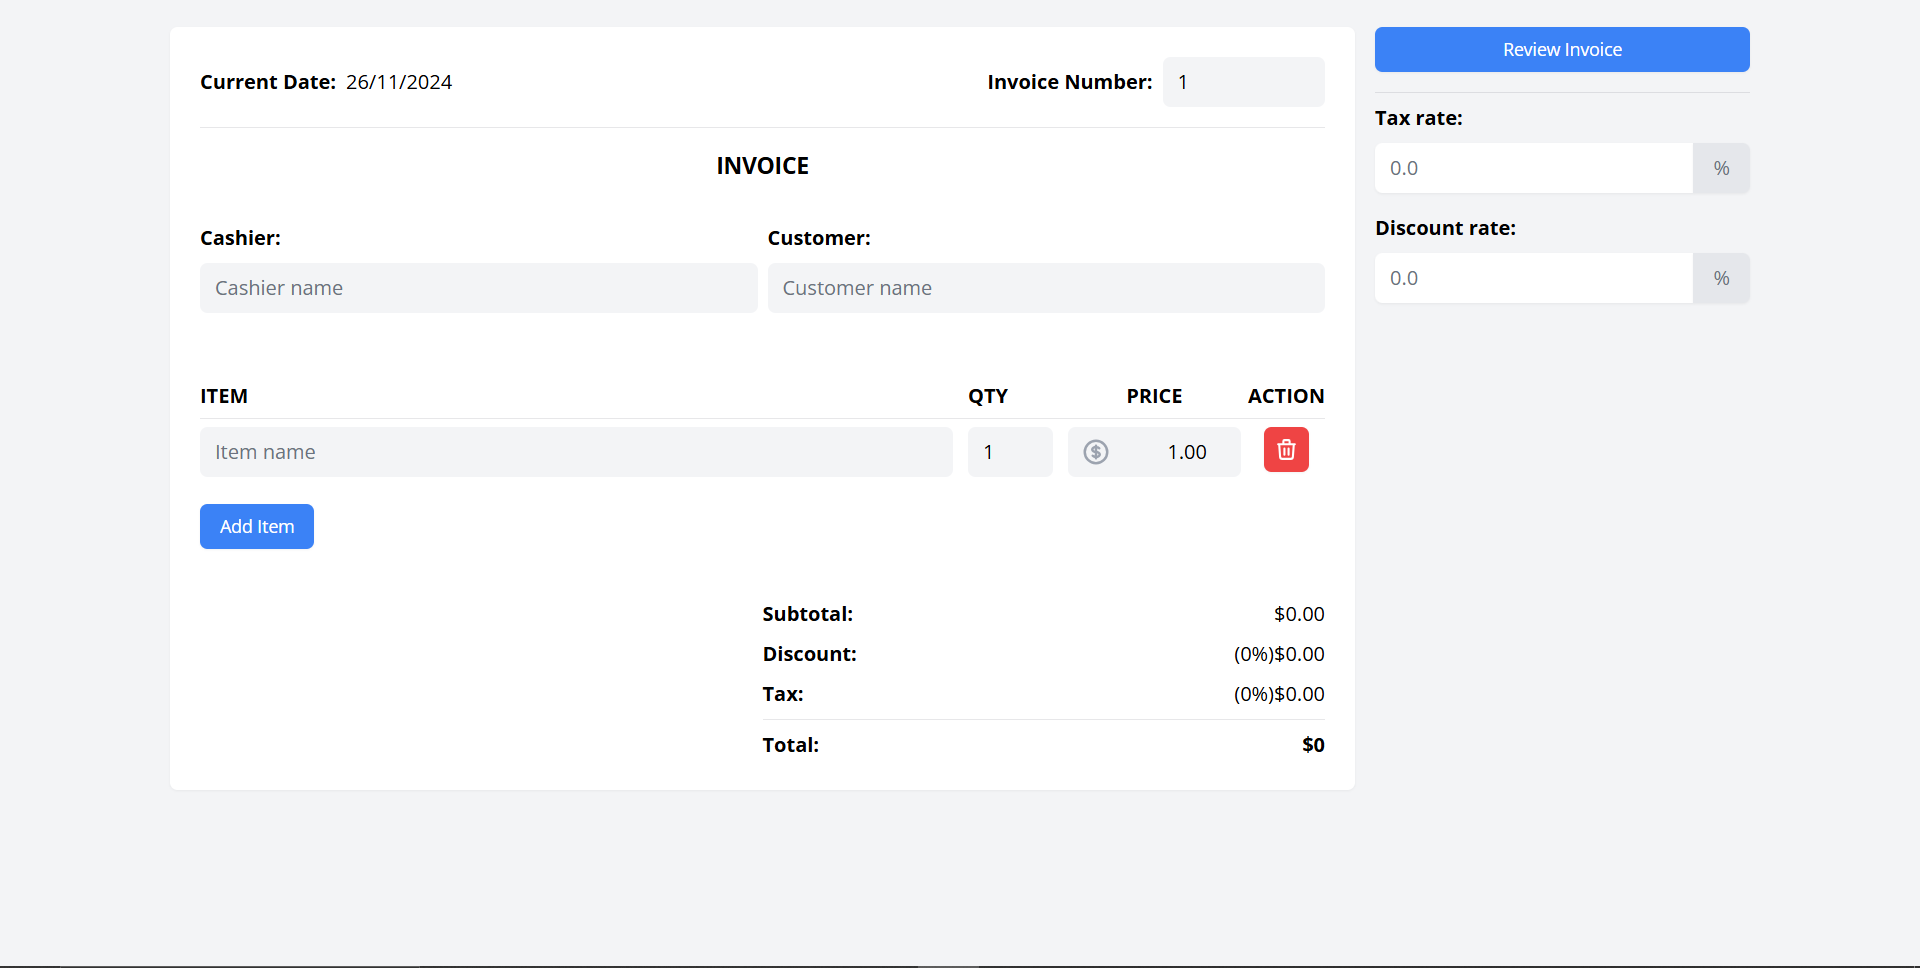 Current Date: 26/11/2024 Invoice Number: 1
Review Invoice
Tax rate:
0.0 %
Discount rate:
0.0 %
INVOICE
Cashier: Customer:
Cashier name Customer name
ITEM QTY PRICE ACTION
Item name 1 $ 1.00
Add Item
Subtotal: $0.00
Discount: (0%)$0.00
Tax: (0%)$0.00
Total: $0